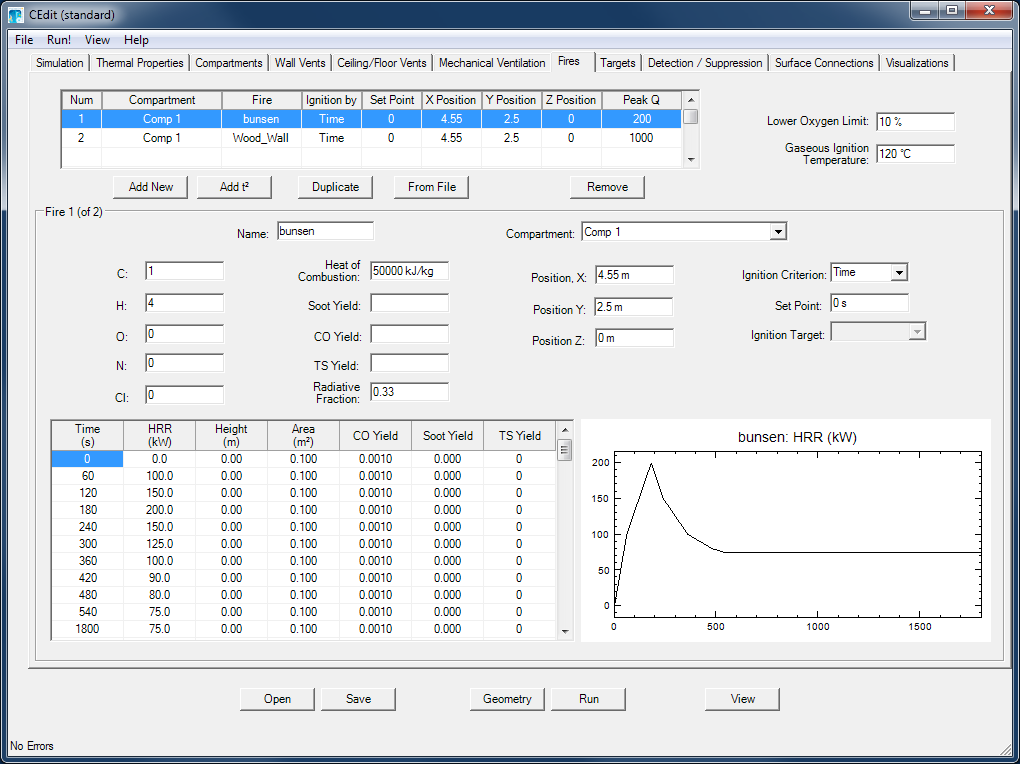 CEdit (standard)
File Run! View Help
Simulation Thermal Properties Compartments Wall Vents Ceiling/Floor Vents Mechanical Ventilation Fires Targets Detection / Suppression Surface Connections Visualizations
Num Compartment Fire Ignition by Set Point X Position Y Position Z Position Peak Q
1 Comp 1 bunsen Time 0 4.55 2.5 0 200
2 Comp 1 Wood_Wall Time 0 4.55 2.5 0 1000
Lower Oxygen Limit: 10 %
Gaseous Ignition
Temperature: 120 °C
Add New Add t² Duplicate From File Remove
Fire 1 (of 2)
Name: bunsen Compartment: Comp 1
C: 1
H: 4
O: 0
N: 0
Cl: 0
Heat of
Combustion: 50000 kJ/kg
Soot Yield:
CO Yield:
TS Yield:
Radiative
Fraction: 0.33
Position, X: 4.55 m
Position Y: 2.5 m
Position Z: 0 m
Ignition Criterion: Time
Set Point: 0 s
Ignition Target:
Time
(s) HRR
(kW) Height
(m) Area
(m²) CO Yield Soot Yield TS Yield
0 0.0 0.00 0.100 0.0010 0.000 0
60 100.0 0.00 0.100 0.0010 0.000 0
120 150.0 0.00 0.100 0.0010 0.000 0
180 200.0 0.00 0.100 0.0010 0.000 0
240 150.0 0.00 0.100 0.0010 0.000 0
300 125.0 0.00 0.100 0.0010 0.000 0
360 100.0 0.00 0.100 0.0010 0.000 0
420 90.0 0.00 0.100 0.0010 0.000 0
480 80.0 0.00 0.100 0.0010 0.000 0
540 75.0 0.00 0.100 0.0010 0.000 0
1800 75.0 0.00 0.100 0.0010 0.000 0
bunsen: HRR (kW)
200
150
100
50
0
0 500 1000 1500
Open Save Geometry Run View
No Errors